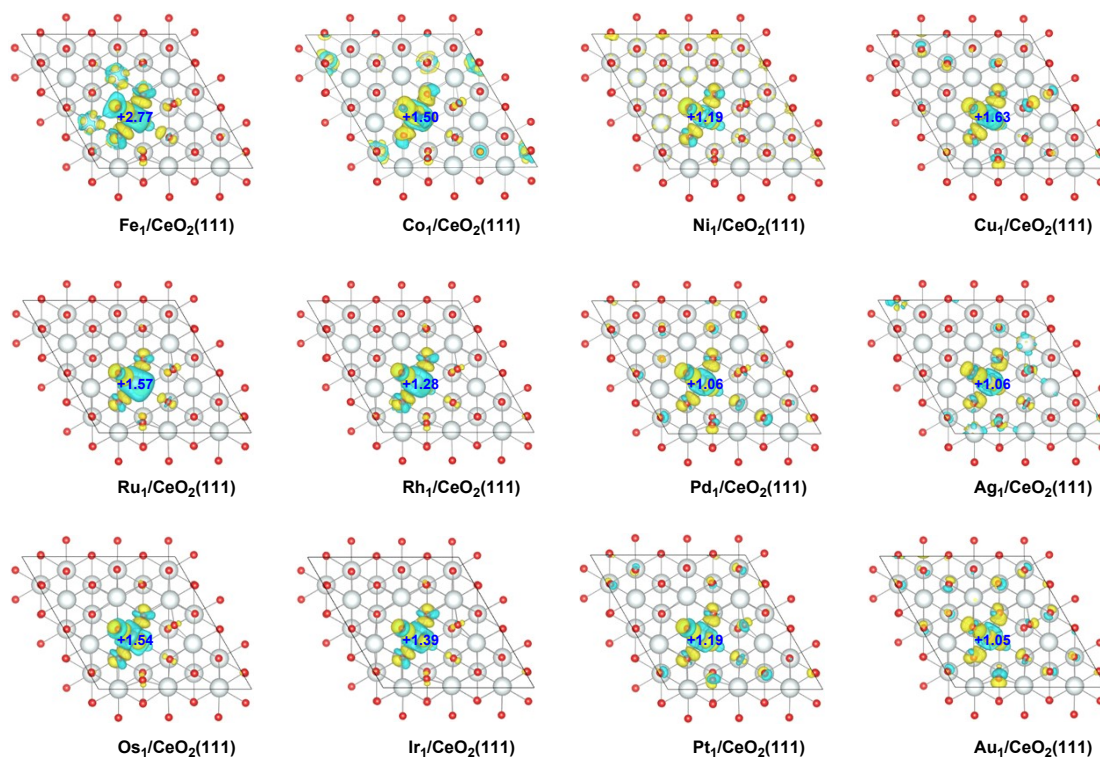 +2.77 +1.50 +1.19 +1.63
Fe₁/CeO₂(111) Co₁/CeO₂(111) Ni₁/CeO₂(111) Cu₁/CeO₂(111)
+1.57 +1.28 +1.06 +1.06
Ru₁/CeO₂(111) Rh₁/CeO₂(111) Pd₁/CeO₂(111) Ag₁/CeO₂(111)
+1.54 +1.39 +1.19 +1.05
Os₁/CeO₂(111) Ir₁/CeO₂(111) Pt₁/CeO₂(111) Au₁/CeO₂(111)